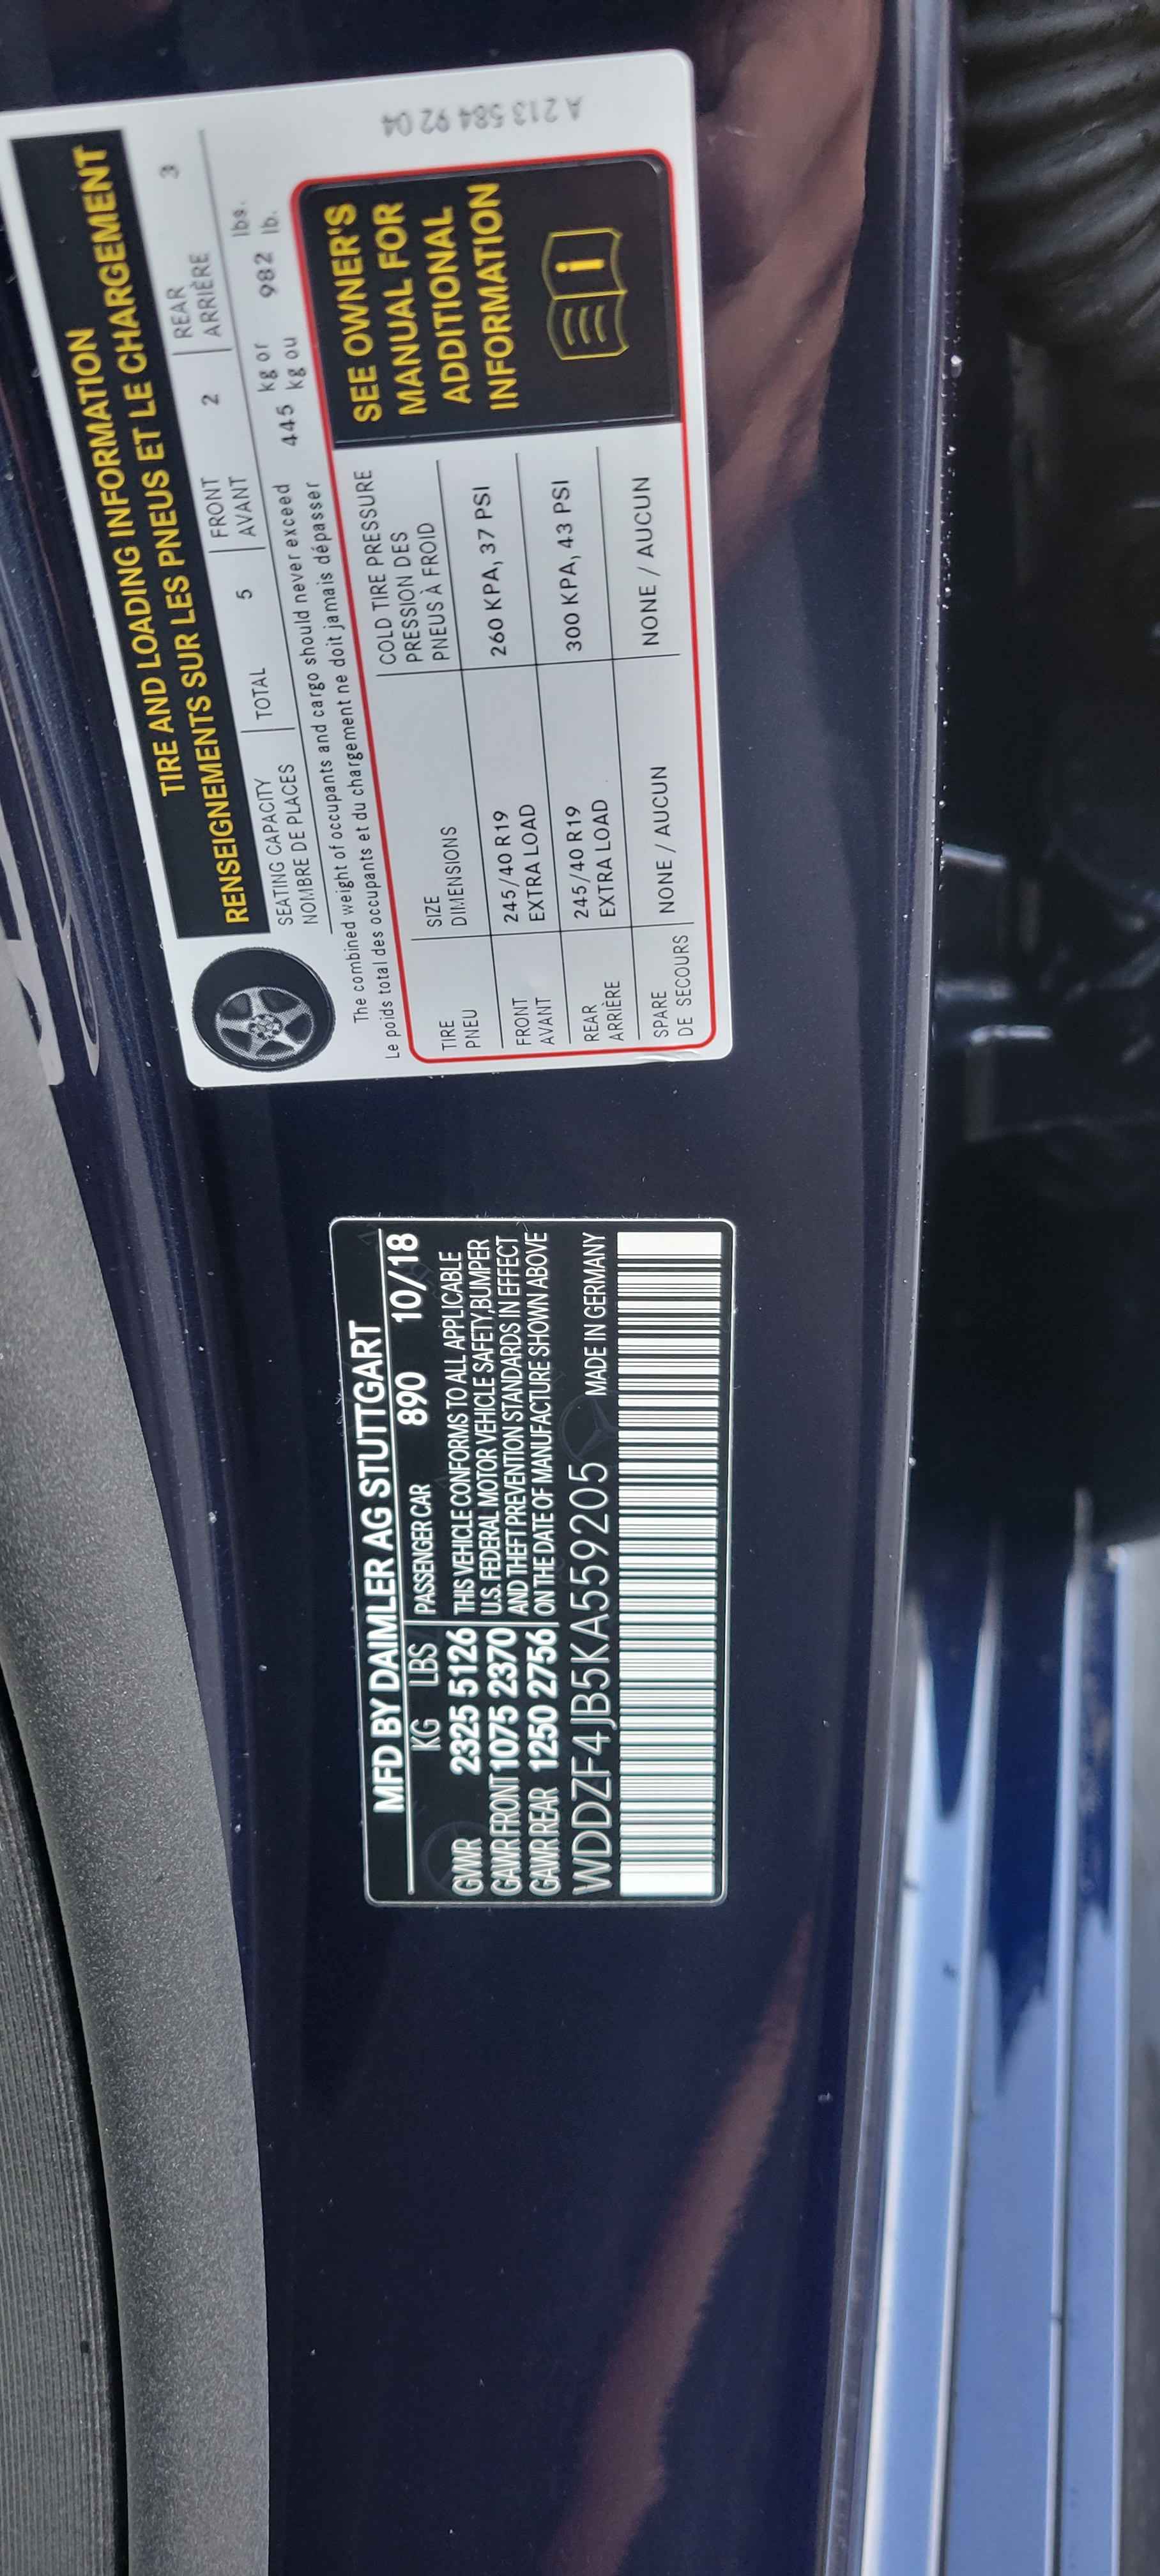 TIRE AND LOADING INFORMATION
RENSEIGNEMENTS SUR LES PNEUS ET LE CHARGEMENT
SEATING CAPACITY TOTAL 5 FRONT 2 REAR 3
NOMBRE DE PLACES AVANT ARRIÈRE
The combined weight of occupants and cargo should never exceed 445 kg or 982 lbs.
Le poids total des occupants et du chargement ne doit jamais dépasser kg ou lb.
TIRE SIZE COLD TIRE PRESSURE
PNEU DIMENSIONS PRESSION DES
PNEUS À FROID
FRONT 245/40 R19 260 KPA, 37 PSI
AVANT EXTRA LOAD
REAR 245/40 R19 300 KPA, 43 PSI
ARRIÈRE EXTRA LOAD
SPARE NONE / AUCUN NONE / AUCUN
DE SECOURS
SEE OWNER'S
MANUAL FOR
ADDITIONAL
INFORMATION
A 213 584 92 04
MFD BY DAIMLER AG STUTTGART
KG LBS PASSENGER CAR 890 10/18
GVWR 2325 5126 THIS VEHICLE CONFORMS TO ALL APPLICABLE
GAWR FRONT 1075 2370 U.S. FEDERAL MOTOR VEHICLE SAFETY, BUMPER
GAWR REAR 1250 2756 AND THEFT PREVENTION STANDARDS IN EFFECT
ON THE DATE OF MANUFACTURE SHOWN ABOVE
WDDZF4JB5KA559205 MADE IN GERMANY